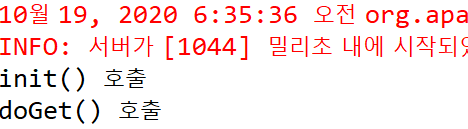 10월 19, 2020 6:35:36 오전 org.apa
INFO: 서버가 [1044] 밀리초 내에 시작되었
init() 호출
doGet() 호출